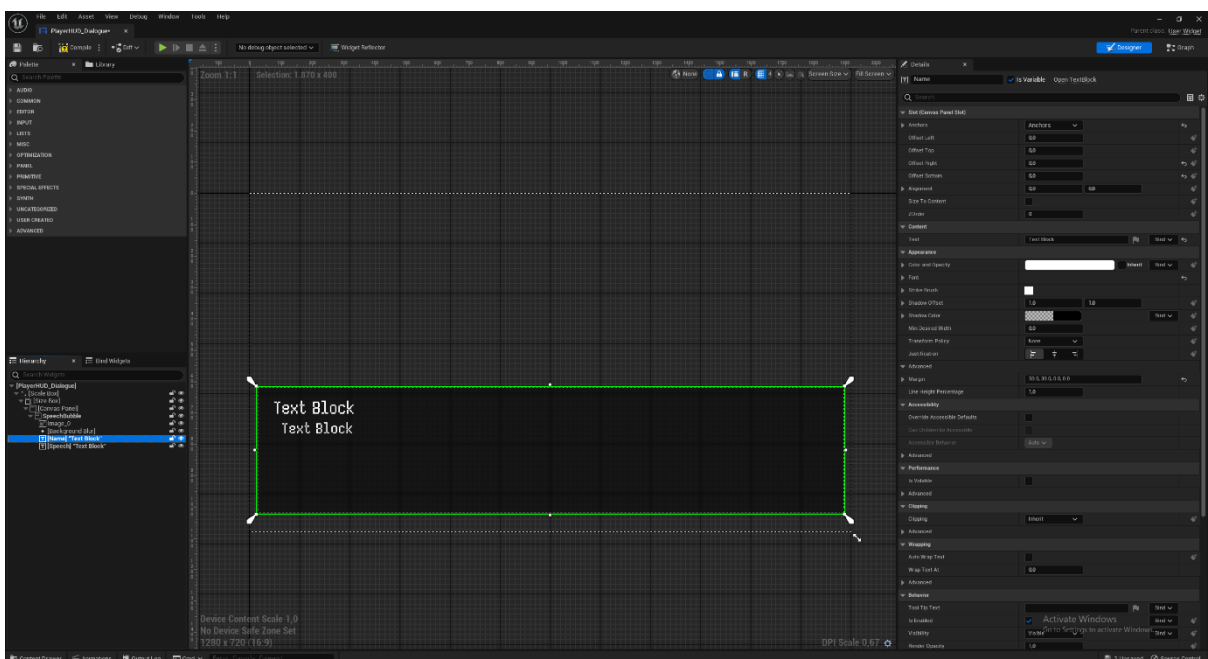 File Edit Asset View Debug Window Tools Help
PlayerHUD_Dialogue•
Parent class: User Widget
Compile Diff No debug object selected Widget Reflector Designer Graph
Palette Library
Search Palette
AUDIO
COMMON
EDITOR
INPUT
LISTS
MISC
OPTIMIZATION
PANEL
PRIMITIVE
SPECIAL EFFECTS
SYNTH
UNCATEGORIZED
USER CREATED
ADVANCED
Hierarchy Bind Widgets
Search Widgets
[PlayerHUD_Dialogue]
[Scale Box]
[Size Box]
[Canvas Panel]
SpeechBubble
Image_0
[Background Blur]
[Name] "Text Block"
[Speech] "Text Block"
Zoom 1:1 Selection: 1.870 x 400
None R 4 Screen Size Fill Screen
Text Block
Text Block
Device Content Scale 1,0
No Device Safe Zone Set
1280 x 720 (16:9)
DPI Scale 0,67
Details
Name Is Variable Open TextBlock
Search
Slot (Canvas Panel Slot)
Anchors Anchors
Offset Left 0,0
Offset Top 0,0
Offset Right 0,0
Offset Bottom 0,0
Alignment 0,0 0,0
Size To Content
ZOrder 0
Content
Text Text Block Bind
Appearance
Color and Opacity Inherit Bind
Font
Strike Brush
Shadow Offset 1,0 1,0
Shadow Color Bind
Min Desired Width 0,0
Transform Policy None
Justification
Advanced
Margin
Line Height Percentage 1,0
Accessibility
Override Accessible Defaults
Can Children be Accessible
Accessible Behavior Auto
Advanced
Performance
Is Volatile
Advanced
Clipping
Clipping Inherit
Advanced
Wrapping
Auto Wrap Text
Wrap Text At 0,0
Advanced
Behavior
Tool Tip Text Bind
Is Enabled Bind
Visibility Visible Bind
Render Opacity 1,0
Activate Windows
Go to Settings to activate Windows.
Content Drawer Animations Output Log Cmd
1 Unsaved Source Control